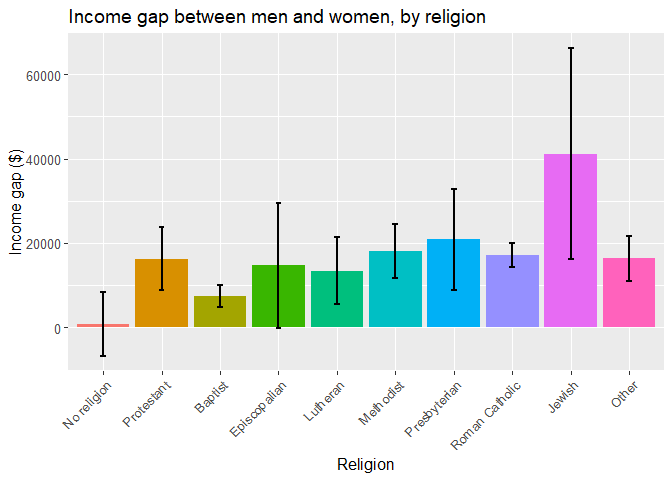 Income gap between men and women, by religion
Income gap ($)
60000
40000
20000
0
No religion
Protestant
Baptist
Episcopalian
Lutheran
Methodist
Presbyterian
Roman Catholic
Jewish
Other
Religion